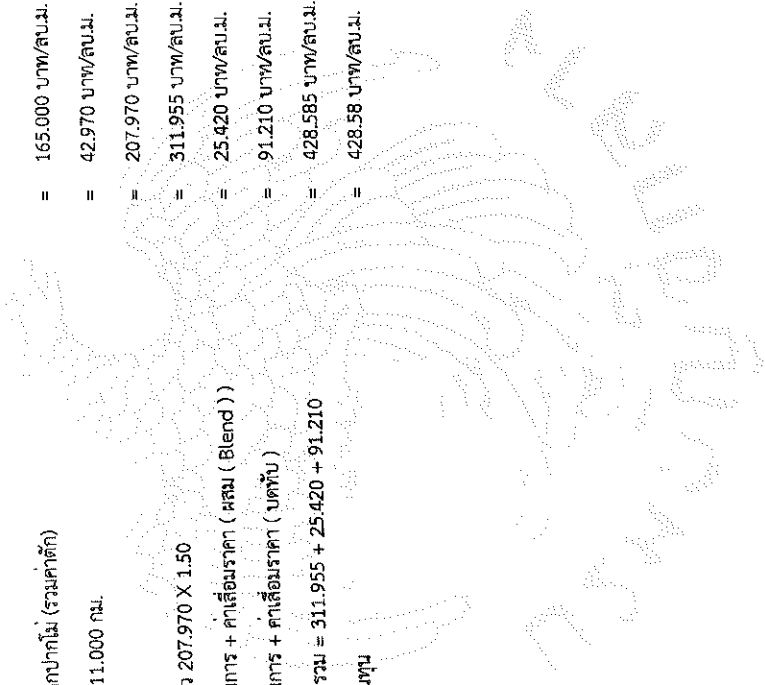 กปากโม่ (รวมค่าตัก) = 165.000 บาท/ลบ.ม.
11.000 กม. = 42.970 บาท/ลบ.ม.
= 207.970 บาท/ลบ.ม.
ว 207.970 X 1.50 = 311.955 บาท/ลบ.ม.
นการ + ค่าเสื่อมราคา ( ผสม ( Blend ) ) = 25.420 บาท/ลบ.ม.
นการ + ค่าเสื่อมราคา ( บดทับ ) = 91.210 บาท/ลบ.ม.
รวม = 311.955 + 25.420 + 91.210 = 428.585 บาท/ลบ.ม.
นทุน = 428.58 บาท/ลบ.ม.